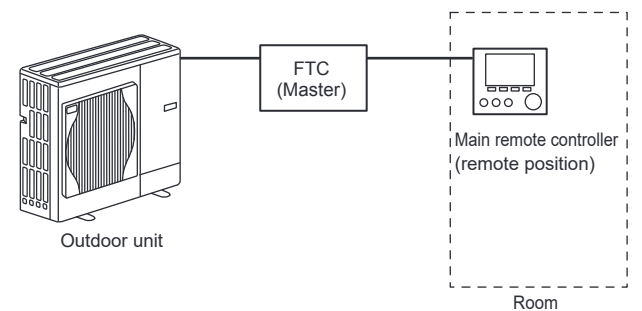 FTC
(Master)
Main remote controller
(remote position)
Outdoor unit
Room